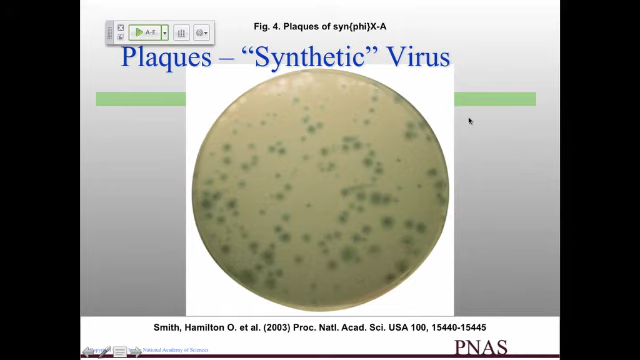 Fig. 4. Plaques of syn{phi}X-A
A-E
Plaques – “Synthetic” Virus
Smith, Hamilton O. et al. (2003) Proc. Natl. Acad. Sci. USA 100, 15440-15445
National Academy of Sciences
PNAS